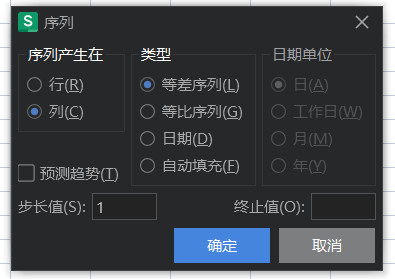 S 序列
序列产生在
行(R)
列(C)
类型
等差序列(L)
等比序列(G)
日期(D)
自动填充(F)
日期单位
日(A)
工作日(W)
月(M)
年(Y)
预测趋势(T)
步长值(S): 1
终止值(O):
确定
取消